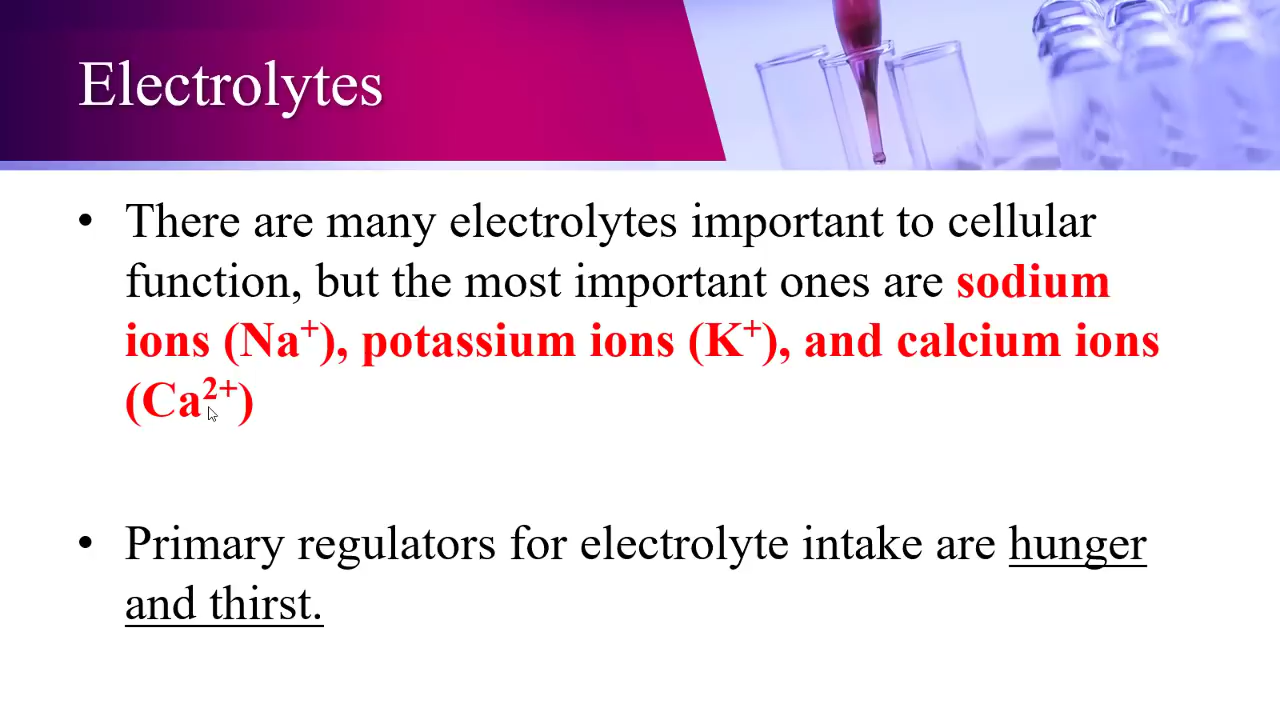 Electrolytes
• There are many electrolytes important to cellular
function, but the most important ones are sodium
ions (Na⁺), potassium ions (K⁺), and calcium ions
(Ca²⁺)
• Primary regulators for electrolyte intake are hunger
and thirst.